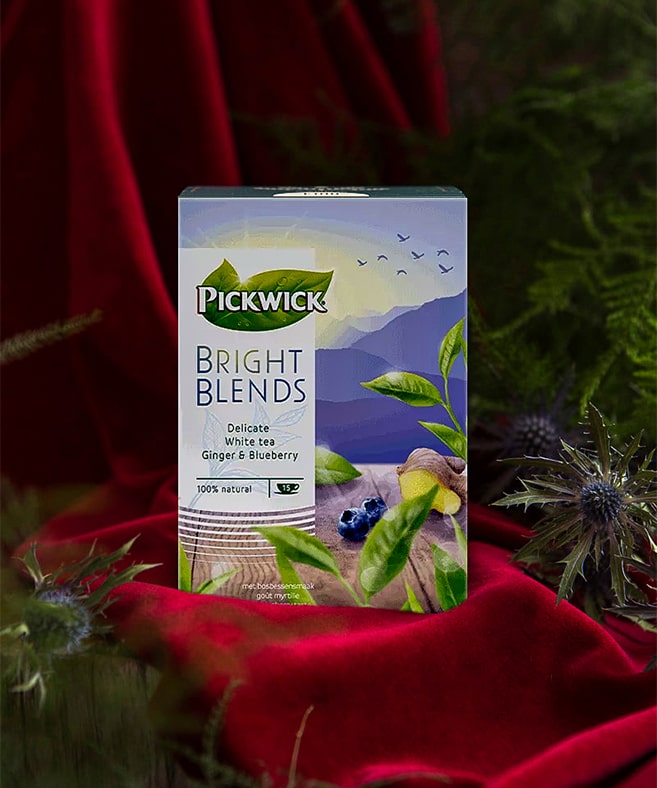 PICKWICK
BRIGHT
BLENDS
Delicate
White tea
Ginger & Blueberry
100% natural 15
met bosbessensmaak
goût myrtille